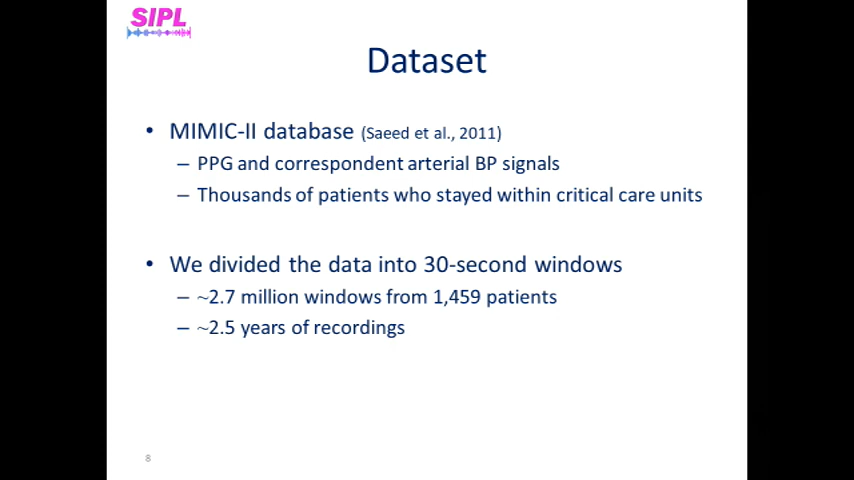 SIPL
Dataset
• MIMIC-II database (Saeed et al., 2011)
– PPG and correspondent arterial BP signals
– Thousands of patients who stayed within critical care units
• We divided the data into 30-second windows
– ~2.7 million windows from 1,459 patients
– ~2.5 years of recordings
8